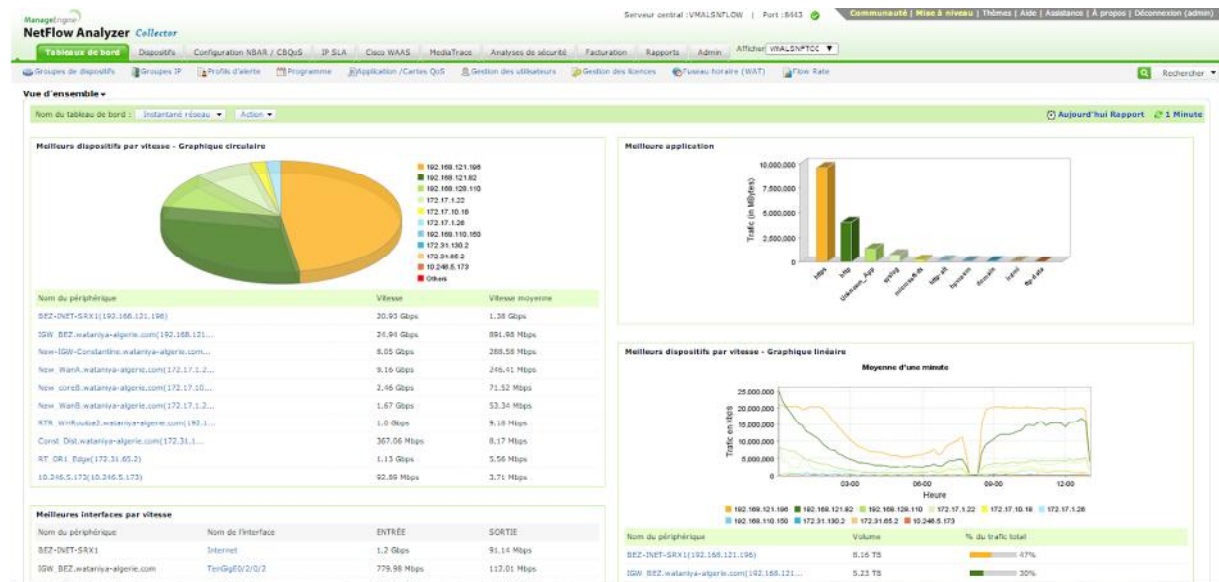 ManageEngine
NetFlow Analyzer Collector
Serveur central :VMALSNFLOW | Port :8443
Communauté | Mise à niveau | Thèmes | Aide | Assistance | À propos | Déconnexion (admin)
Tableaux de bord Dispositifs Configuration NBAR / CBQoS IP SLA Cisco WAAS MediaTrace Analyses de sécurité Facturation Rapports Admin Afficher
Groupes de dispositifs Groupes IP Profils d'alerte Programme Application /Cartes QoS Gestion des utilisateurs Gestion des licences Fuseau horaire (WAT) Flow Rate Rechercher
Vue d'ensemble
Nom du tableau de bord : Instantané réseau Action Aujourd'hui Rapport 1 Minute
Meilleurs dispositifs par vitesse - Graphique circulaire
192.168.121.196
192.168.121.82
192.168.128.110
172.17.1.22
172.17.10.18
172.17.1.26
192.168.110.150
172.31.130.2
172.31.65.2
10.246.5.173
Others
Nom du périphérique Vitesse Vitesse moyenne
BEZ-INET-SRX1(192.168.121.196) 20.93 Gbps 1.38 Gbps
IGW_BEZ.wataniya-algerie.com(192.168.121... 24.94 Gbps 891.98 Mbps
New-IGW-Constantine.wataniya-algerie.com... 8.05 Gbps 288.58 Mbps
New_WanA.wataniya-algerie.com(172.17.1.2... 9.16 Gbps 246.41 Mbps
New_coreB.wataniya-algerie.com(172.17.10... 2.46 Gbps 71.52 Mbps
New_WanB.wataniya-algerie.com(172.17.1.2... 1.67 Gbps 53.34 Mbps
1.0 Gbps 9.18 Mbps
Const_Dist.wataniya-algerie.com(172.31.1... 367.06 Mbps 8.17 Mbps
RT_OR1_Edge(172.31.65.2) 1.13 Gbps 5.56 Mbps
10.246.5.173(10.246.5.173) 92.89 Mbps 3.71 Mbps
Meilleures interfaces par vitesse
Nom du périphérique Nom de l'interface ENTRÉE SORTIE
BEZ-INET-SRX1 Internet 1.2 Gbps 91.14 Mbps
IGW_BEZ.wataniya-algerie.com TenGigE0/2/0/2 779.98 Mbps 112.01 Mbps
Meilleure application
Trafic (in MBytes)
10,000,000
7,500,000
5,000,000
2,500,000
0
https http Unknown_App syslog microsoft-ds http-alt domain ftp-data
Meilleurs dispositifs par vitesse - Graphique linéaire
Moyenne d'une minute
Trafic en kbps
25,000,000
20,000,000
15,000,000
10,000,000
5,000,000
0
03:00 06:00 09:00 12:00
Heure
192.168.121.196 192.168.121.82 192.168.128.110 172.17.1.22 172.17.10.18 172.17.1.26
192.168.110.150 172.31.130.2 172.31.65.2 10.246.5.173
Nom du périphérique Volume % du trafic total
BEZ-INET-SRX1(192.168.121.196) 8.16 TB 47%
IGW_BEZ.wataniya-algerie.com(192.168.121... 5.23 TB 30%